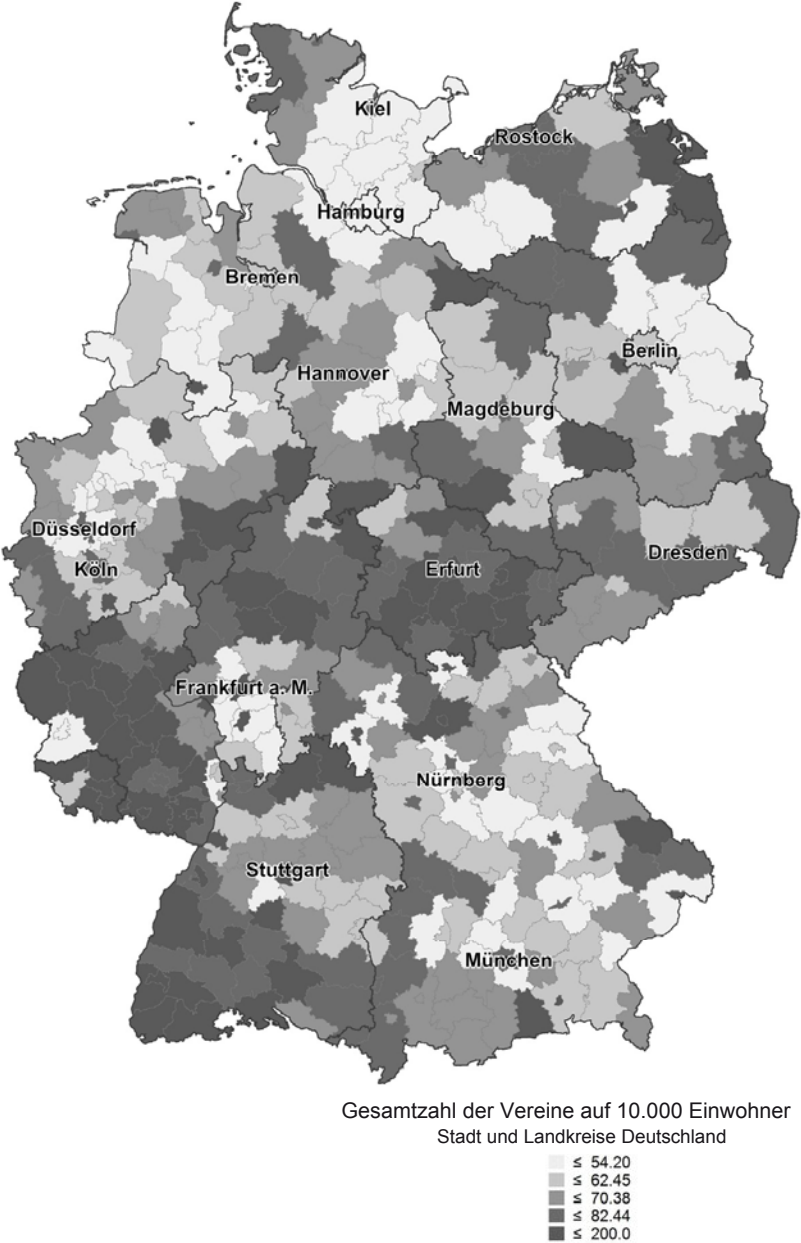 Kiel
Rostock
Hamburg
Bremen
Berlin
Hannover
Magdeburg
Düsseldorf
Köln
Erfurt
Dresden
Frankfurt a. M.
Nürnberg
Stuttgart
München
Gesamtzahl der Vereine auf 10.000 Einwohner
Stadt und Landkreise Deutschland
≤ 54.20
≤ 62.45
≤ 70.38
≤ 82.44
≤ 200.0